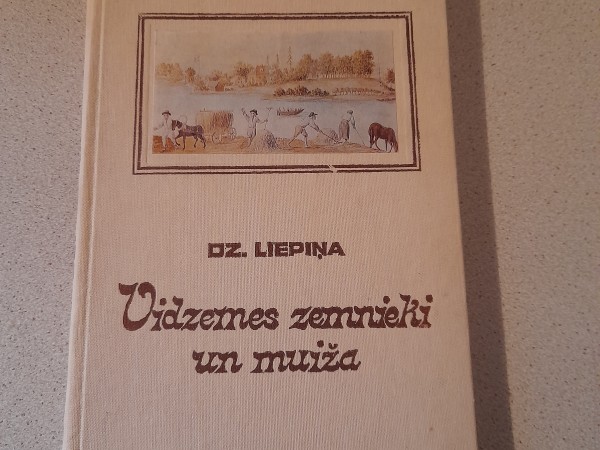 DZ. LIEPIŅA
Vidzemes zemnieki
un muiža